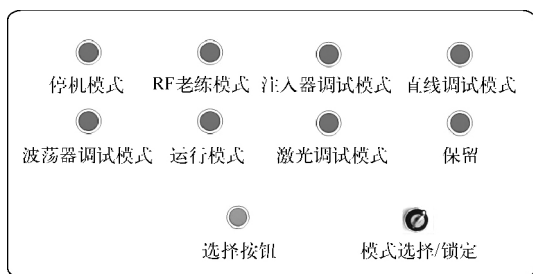 停机模式 RF老练模式 注入器调试模式 直线调试模式
波荡器调试模式 运行模式 激光调试模式 保留
选择按钮 模式选择/锁定